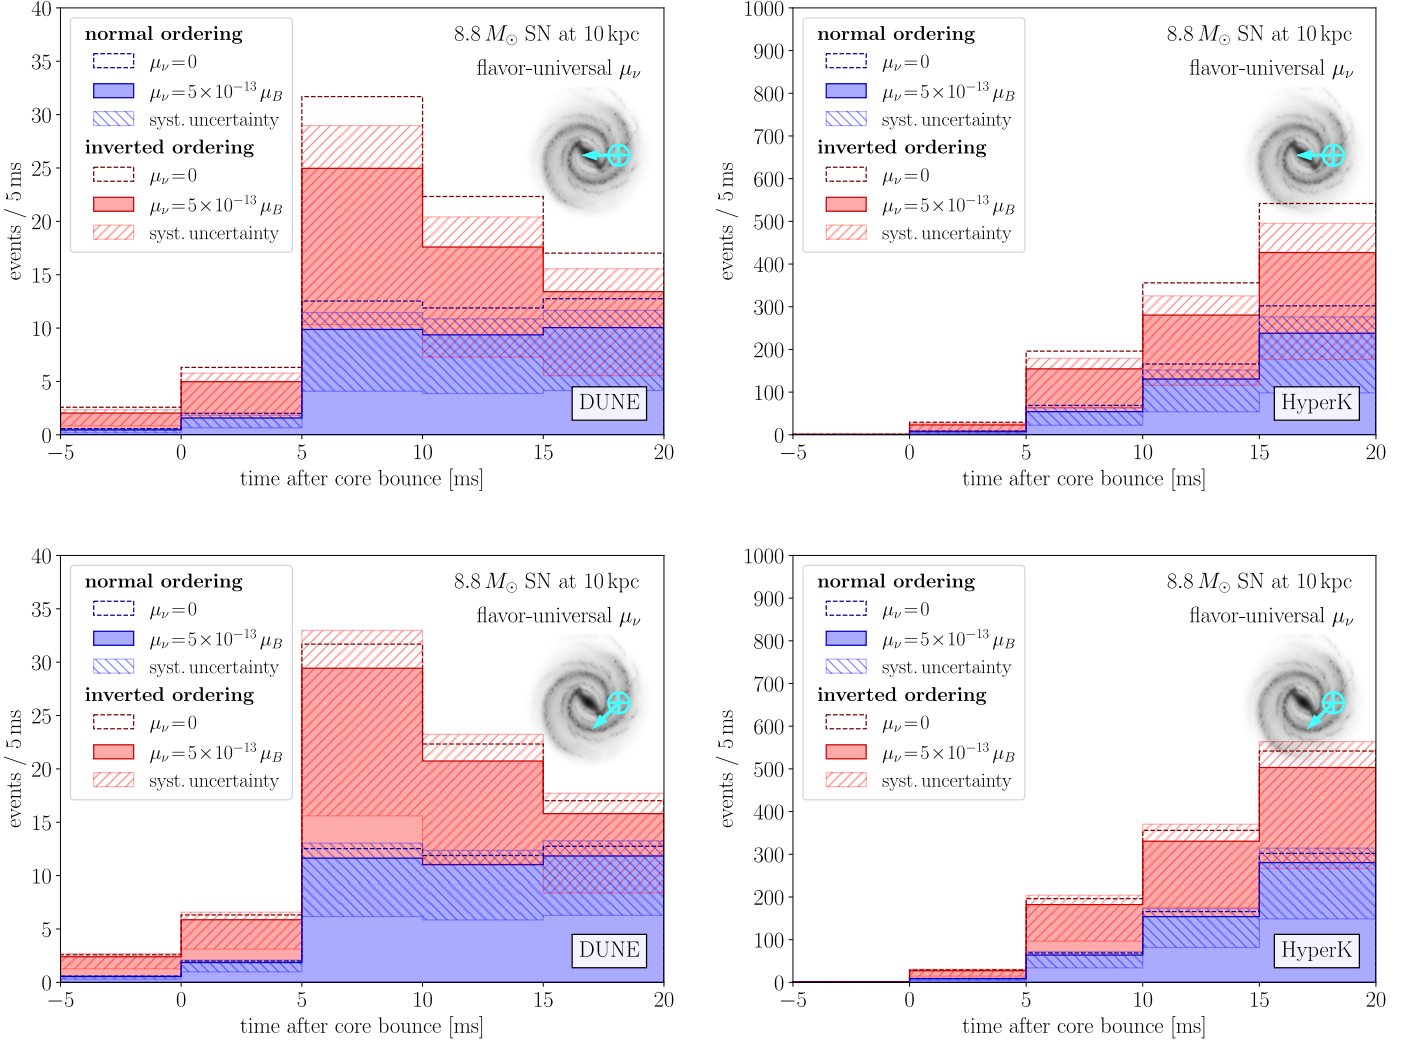 40
35
30
25
20
15
10
5
0
events / 5 ms
normal ordering
μν=0
μν=5×10⁻¹³ μB
syst. uncertainty
inverted ordering
μν=0
μν=5×10⁻¹³ μB
syst. uncertainty
8.8 M⊙ SN at 10 kpc
flavor-universal μν
DUNE
−5 0 5 10 15 20
time after core bounce [ms]
1000
900
800
700
600
500
400
300
200
100
0
events / 5 ms
normal ordering
μν=0
μν=5×10⁻¹³ μB
syst. uncertainty
inverted ordering
μν=0
μν=5×10⁻¹³ μB
syst. uncertainty
8.8 M⊙ SN at 10 kpc
flavor-universal μν
HyperK
−5 0 5 10 15 20
time after core bounce [ms]
40
35
30
25
20
15
10
5
0
events / 5 ms
normal ordering
μν=0
μν=5×10⁻¹³ μB
syst. uncertainty
inverted ordering
μν=0
μν=5×10⁻¹³ μB
syst. uncertainty
8.8 M⊙ SN at 10 kpc
flavor-universal μν
DUNE
−5 0 5 10 15 20
time after core bounce [ms]
1000
900
800
700
600
500
400
300
200
100
0
events / 5 ms
normal ordering
μν=0
μν=5×10⁻¹³ μB
syst. uncertainty
inverted ordering
μν=0
μν=5×10⁻¹³ μB
syst. uncertainty
8.8 M⊙ SN at 10 kpc
flavor-universal μν
HyperK
−5 0 5 10 15 20
time after core bounce [ms]